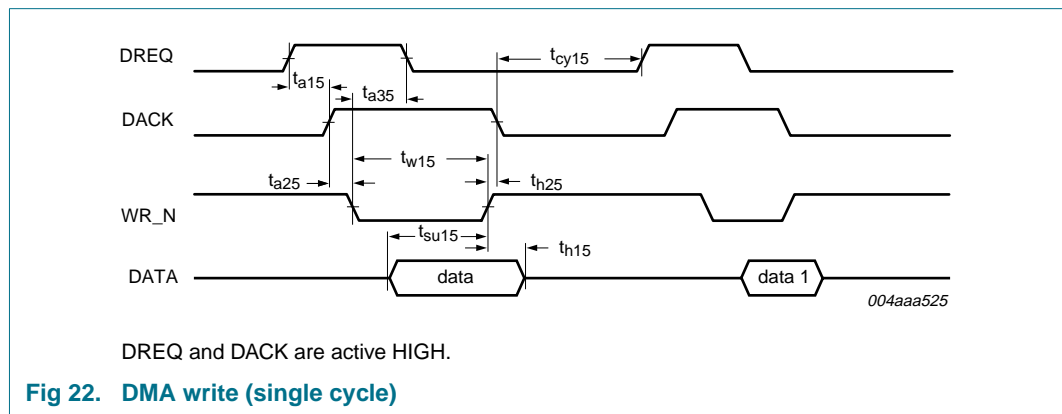 DREQ
t_cy15
t_a15
t_a35
DACK
t_w15
t_a25
t_h25
WR_N
t_su15
t_h15
DATA
data
data 1
004aaa525
DREQ and DACK are active HIGH.
Fig 22. DMA write (single cycle)